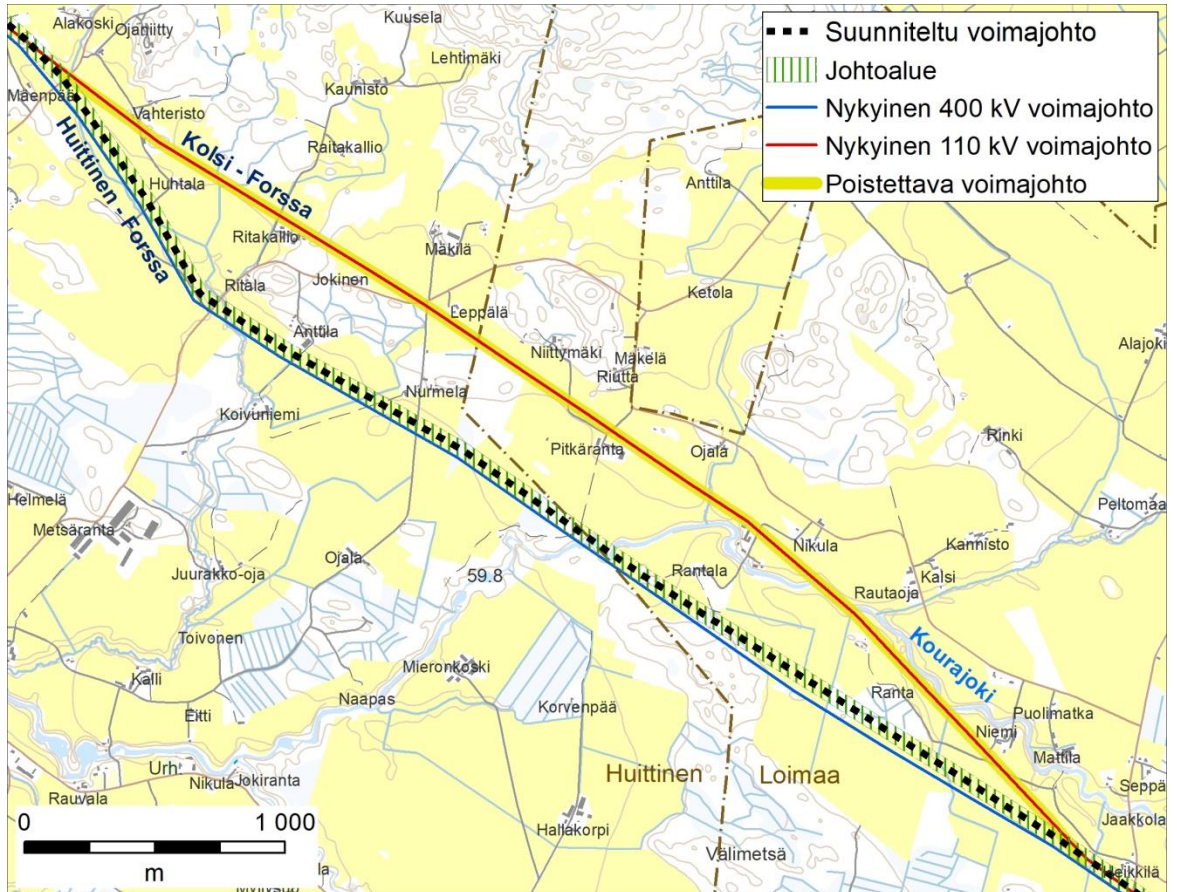 Suunniteltu voimajohto
Johtoalue
Nykyinen 400 kV voimajohto
Nykyinen 110 kV voimajohto
Poistettava voimajohto
Alakoski
Ojaniitty
Kuusela
Lehtimäki
Kaunisto
Mäenpää
Vahteristo
Raitakallio
Kolsi - Forssa
Huittinen - Forssa
Huhtala
Anttila
Ritakallio
Mäkilä
Jokinen
Ritala
Ketola
Leppälä
Anttila
Niittymäki
Mäkelä
Riutta
Alajoki
Nurmela
Koivuniemi
Pitkäranta
Ojala
Rinki
Helmelä
Metsäranta
Peltomaa
Nikula
Kannisto
Ojala
Juurakko-oja
59.8
Rantala
Kalsi
Rautaoja
Toivonen
Kourajoki
Mieronkoski
Kalli
Naapas
Korvenpää
Ranta
Puolimatka
Eitti
Niemi
Mattila
Urh.
Nikula
Jokiranta
Huittinen
Loimaa
Seppä
Rauvala
Jaakkola
0
1 000
m
Hallakorpi
Välimetsä
Heikkilä